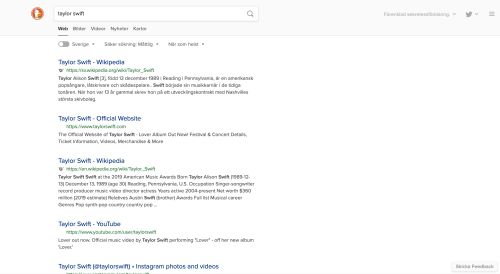 taylor swift
Förenklad sekretessförklaring.
Webb Bilder Videor Nyheter Kartor
Sverige Säker sökning: Måttlig När som helst
Taylor Swift - Wikipedia
https://sv.wikipedia.org/wiki/Taylor_Swift
Taylor Alison Swift [2], född 13 december 1989 i Reading i Pennsylvania, är en amerikansk
popsångare, låtskrivare och skådespelare.. Swift började sin musikkarriär i de tidiga
tonåren. När hon var 13 år gammal skrev hon på ett utvecklingskontrakt med Nashvilles
största skivbolag.
Taylor Swift - Official Website
https://www.taylorswift.com
The Official Website of Taylor Swift - Lover Album Out Now! Festival & Concert Details,
Ticket Information, Videos, Merchandise & More
Taylor Swift - Wikipedia
https://en.wikipedia.org/wiki/Taylor_Swift
Taylor Swift Swift at the 2019 American Music Awards Born Taylor Alison Swift (1989-12-
13) December 13, 1989 (age 30) Reading, Pennsylvania, U.S. Occupation Singer-songwriter
record producer music video director actress Years active 2004-present Net worth $360
million (2019 estimate) Relatives Austin Swift (brother) Awards Full list Musical career
Genres Pop synth-pop country country pop ...
Taylor Swift - YouTube
https://www.youtube.com/user/taylorswift
Lover out now. Official music video by Taylor Swift performing "Lover" - off her new album
'Lover.'
Taylor Swift (@taylorswift) • Instagram photos and videos
Skicka Feedback